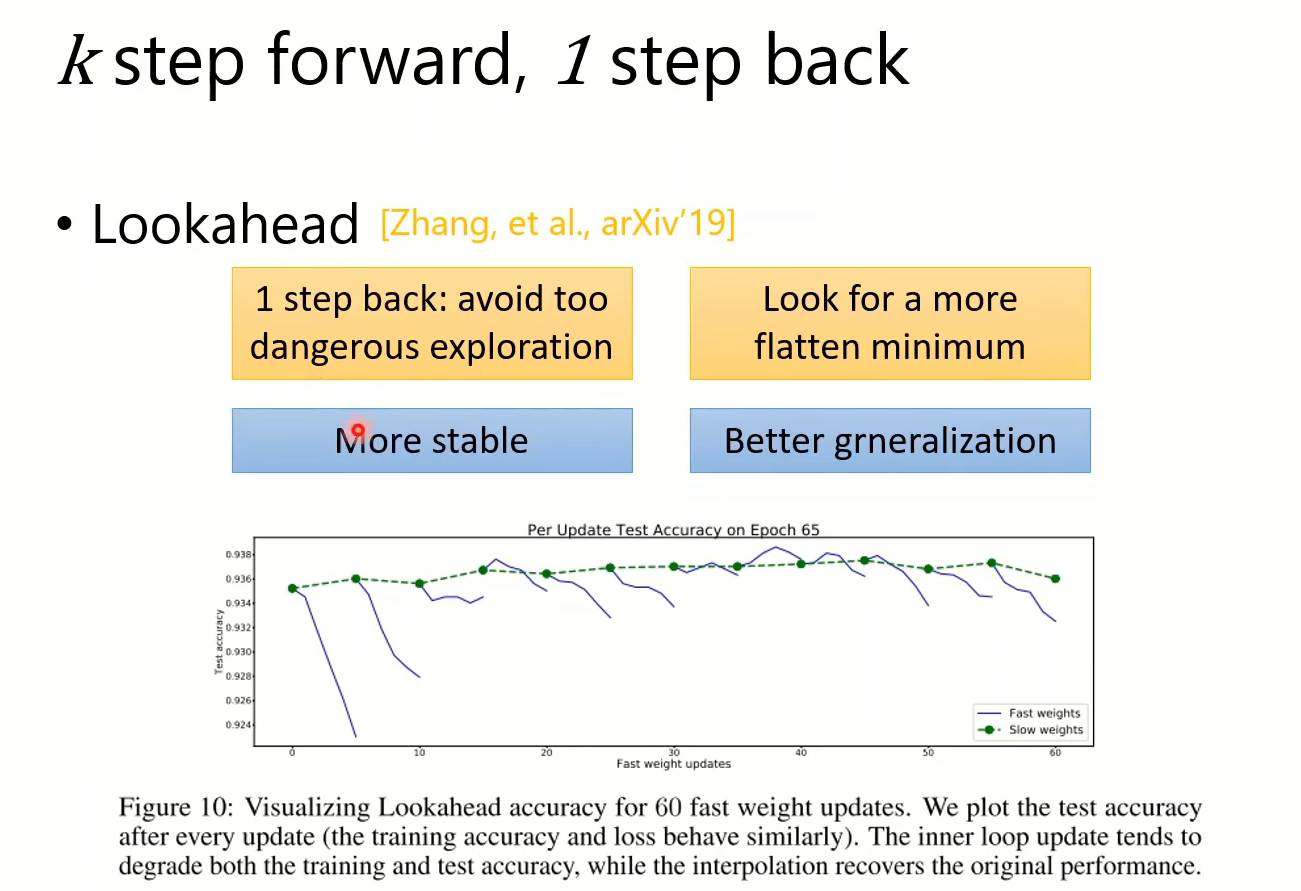 k step forward, 1 step back
• Lookahead [Zhang, et al., arXiv’19]
1 step back: avoid too
dangerous exploration
Look for a more
flatten minimum
More stable
Better grneralization
Per Update Test Accuracy on Epoch 65
0.938
0.936
0.934
0.932
0.930
0.928
0.926
0.924
Test accuracy
Fast weights
Slow weights
0 10 20 30 40 50 60
Fast weight updates
Figure 10: Visualizing Lookahead accuracy for 60 fast weight updates. We plot the test accuracy
after every update (the training accuracy and loss behave similarly). The inner loop update tends to
degrade both the training and test accuracy, while the interpolation recovers the original performance.